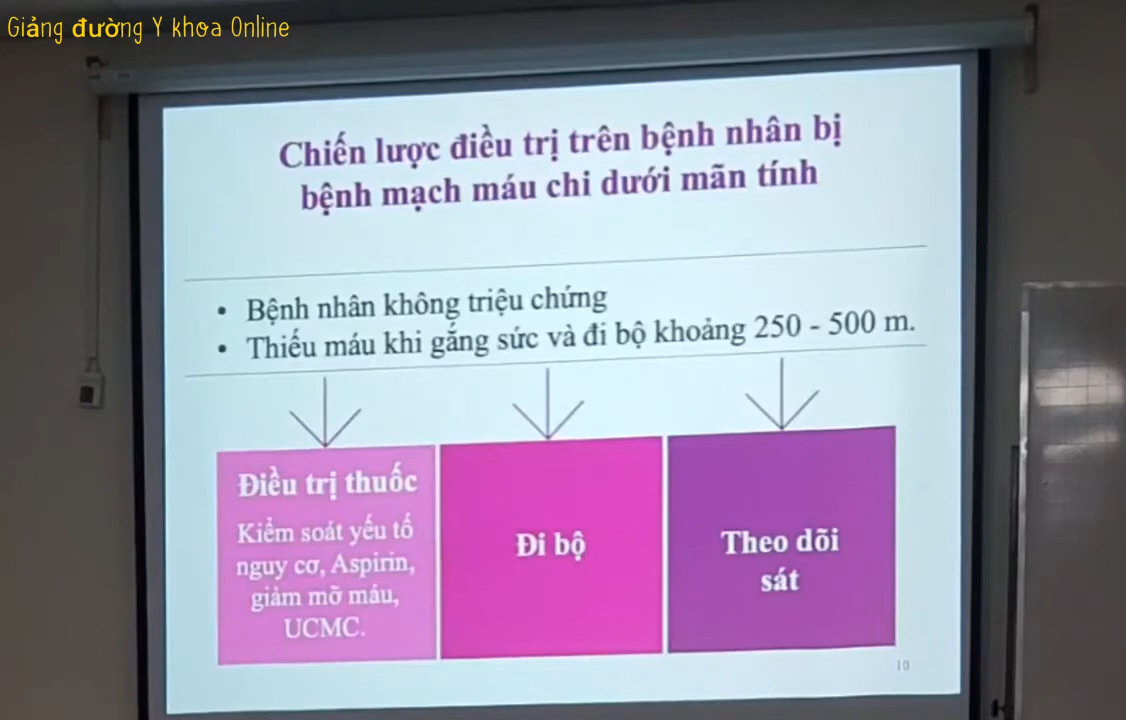 Giảng đường Y khoa Online
Chiến lược điều trị trên bệnh nhân bị
bệnh mạch máu chi dưới mãn tính
• Bệnh nhân không triệu chứng
• Thiếu máu khi gắng sức và đi bộ khoảng 250 - 500 m.
Điều trị thuốc
Kiểm soát yếu tố
nguy cơ, Aspirin,
giảm mỡ máu,
UCMC.
Đi bộ
Theo dõi
sát
10